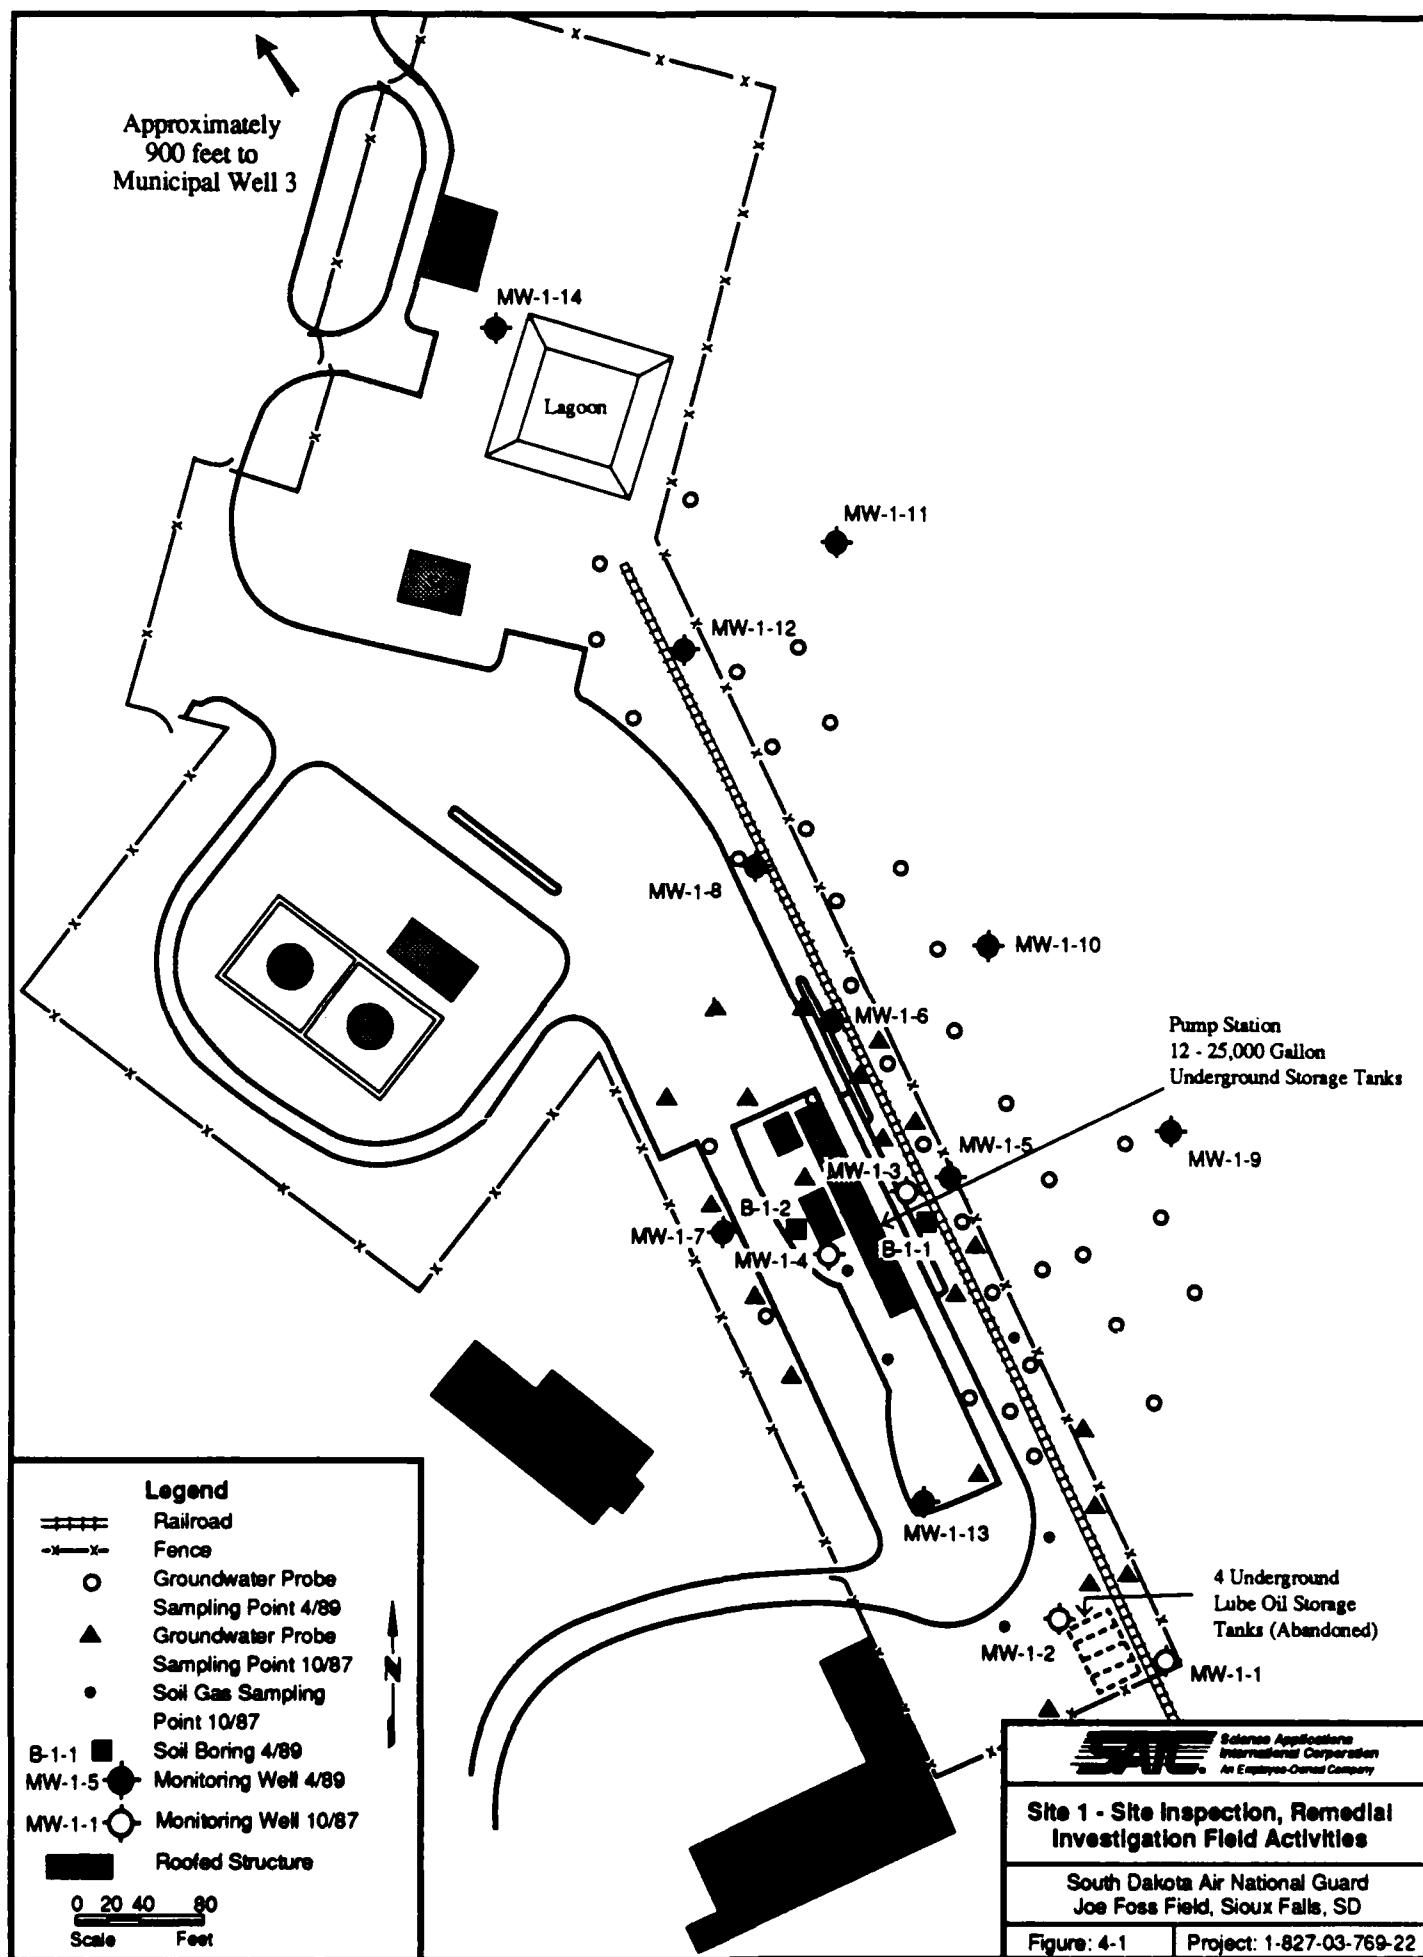 Approximately
900 feet to
Municipal Well 3
MW-1-14
Lagoon
MW-1-11
MW-1-12
MW-1-8
MW-1-10
MW-1-6
Pump Station
12 - 25,000 Gallon
Underground Storage Tanks
MW-1-5
MW-1-9
MW-1-3
B-1-2
MW-1-7
B-1-1
MW-1-4
MW-1-13
4 Underground
Lube Oil Storage
Tanks (Abandoned)
MW-1-2
MW-1-1
Legend
Railroad
Fence
Groundwater Probe
Sampling Point 4/89
Groundwater Probe
Sampling Point 10/87
Soil Gas Sampling
Point 10/87
B-1-1 Soil Boring 4/89
MW-1-5 Monitoring Well 4/89
MW-1-1 Monitoring Well 10/87
Roofed Structure
N
0 20 40 80
Scale Feet
SAIC
Science Applications
International Corporation
An Employee-Owned Company
Site 1 - Site Inspection, Remedial
Investigation Field Activities
South Dakota Air National Guard
Joe Foss Field, Sioux Falls, SD
Figure: 4-1 Project: 1-827-03-769-22